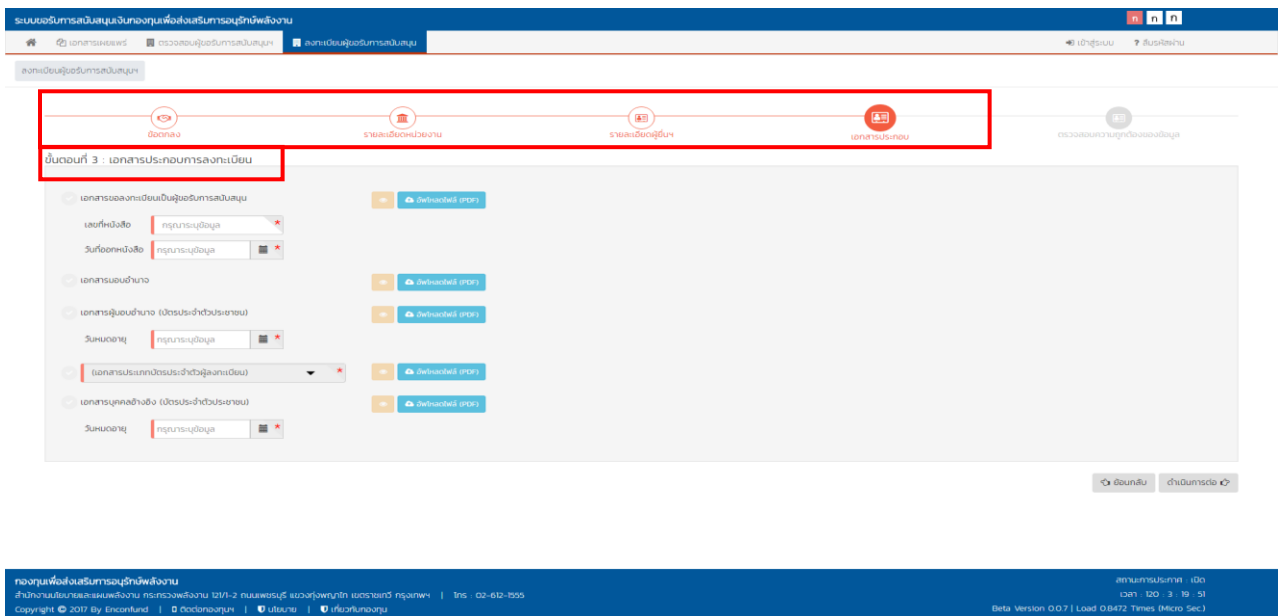 ระบบขอรับการสนับสนุนเงินกองทุนเพื่อส่งเสริมการอนุรักษ์พลังงาน ก ก ก
เอกสารเผยแพร่ ตรวจสอบผู้ขอรับการสนับสนุนฯ ลงทะเบียนผู้ขอรับการสนับสนุน เข้าสู่ระบบ ? ลืมรหัสผ่าน
ลงทะเบียนผู้ขอรับการสนับสนุนฯ
ข้อตกลง รายละเอียดหน่วยงาน รายละเอียดผู้ยื่นฯ เอกสารประกอบ ตรวจสอบความถูกต้องของข้อมูล
ขั้นตอนที่ 3 : เอกสารประกอบการลงทะเบียน
เอกสารขอลงทะเบียนเป็นผู้ขอรับการสนับสนุน อัพโหลดไฟล์ (PDF)
เลขที่หนังสือ กรุณาระบุข้อมูล *
วันที่ออกหนังสือ กรุณาระบุข้อมูล *
เอกสารมอบอำนาจ อัพโหลดไฟล์ (PDF)
เอกสารผู้มอบอำนาจ (บัตรประจำตัวประชาชน) อัพโหลดไฟล์ (PDF)
วันหมดอายุ กรุณาระบุข้อมูล *
(เอกสารประเภทบัตรประจำตัวผู้ลงทะเบียน) * อัพโหลดไฟล์ (PDF)
เอกสารบุคคลอ้างอิง (บัตรประจำตัวประชาชน) อัพโหลดไฟล์ (PDF)
วันหมดอายุ กรุณาระบุข้อมูล *
ย้อนกลับ ดำเนินการต่อ
กองทุนเพื่อส่งเสริมการอนุรักษ์พลังงาน สถานะการประกาศ : เปิด
สำนักงานนโยบายและแผนพลังงาน กระทรวงพลังงาน 121/1-2 ถนนเพชรบุรี แขวงทุ่งพญาไท เขตราชเทวี กรุงเทพฯ | โทร : 02-612-1555 เวลา : 120 : 3 : 19 : 51
Copyright © 2017 By Enconfund | ติดต่อกองทุนฯ | นโยบาย | เกี่ยวกับกองทุน Beta Version 0.0.7 | Load 0.8472 Times (Micro Sec.)